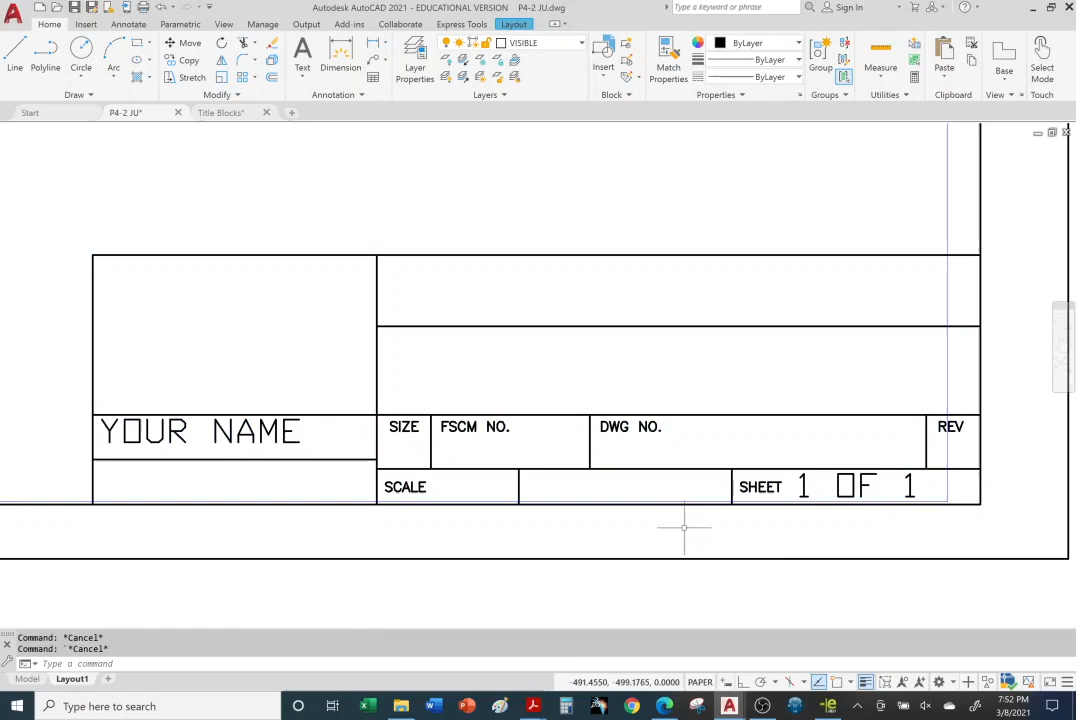 Autodesk AutoCAD 2021 - EDUCATIONAL VERSION P4-2 JU.dwg
Type a keyword or phrase
Sign In
Home Insert Annotate Parametric View Manage Output Add-ins Collaborate Express Tools Layout
Line Polyline Circle Arc
Move
Copy
Stretch
Text Dimension
Layer Properties
VISIBLE
Insert
Match Properties
ByLayer
ByLayer
ByLayer
Group
Measure
Paste
Base
Select Mode
Draw Modify Annotation Layers Block Properties Groups Utilities Clipboard View Touch
Start P4-2 JU* Title Blocks*
YOUR NAME
SIZE FSCM NO. DWG NO. REV
SCALE SHEET 1 OF 1
Command: *Cancel*
Command: `*Cancel*
Type a command
Model Layout1
-491.4550, -499.1765, 0.0000 PAPER
Type here to search
7:52 PM
3/8/2021